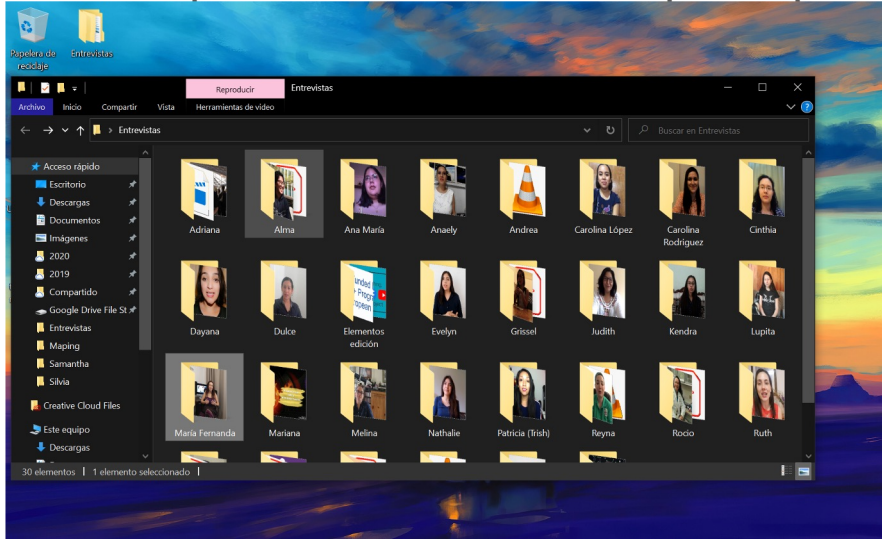 Papelera de
reciclaje
Entrevistas
Reproducir
Entrevistas
Archivo
Inicio
Compartir
Vista
Herramientas de video
Entrevistas
Buscar en Entrevistas
Acceso rápido
Escritorio
Descargas
Documentos
Imágenes
2020
2019
Compartido
Google Drive File St
Entrevistas
Maping
Samantha
Silvia
Creative Cloud Files
Este equipo
Descargas
Adriana
Alma
Ana María
Anaely
Andrea
Carolina López
Carolina
Rodriguez
Cinthia
Dayana
Dulce
Elementos
edición
Evelyn
Grissel
Judith
Kendra
Lupita
María Fernanda
Mariana
Melina
Nathalie
Patricia (Trish)
Reyna
Rocio
Ruth
30 elementos
1 elemento seleccionado